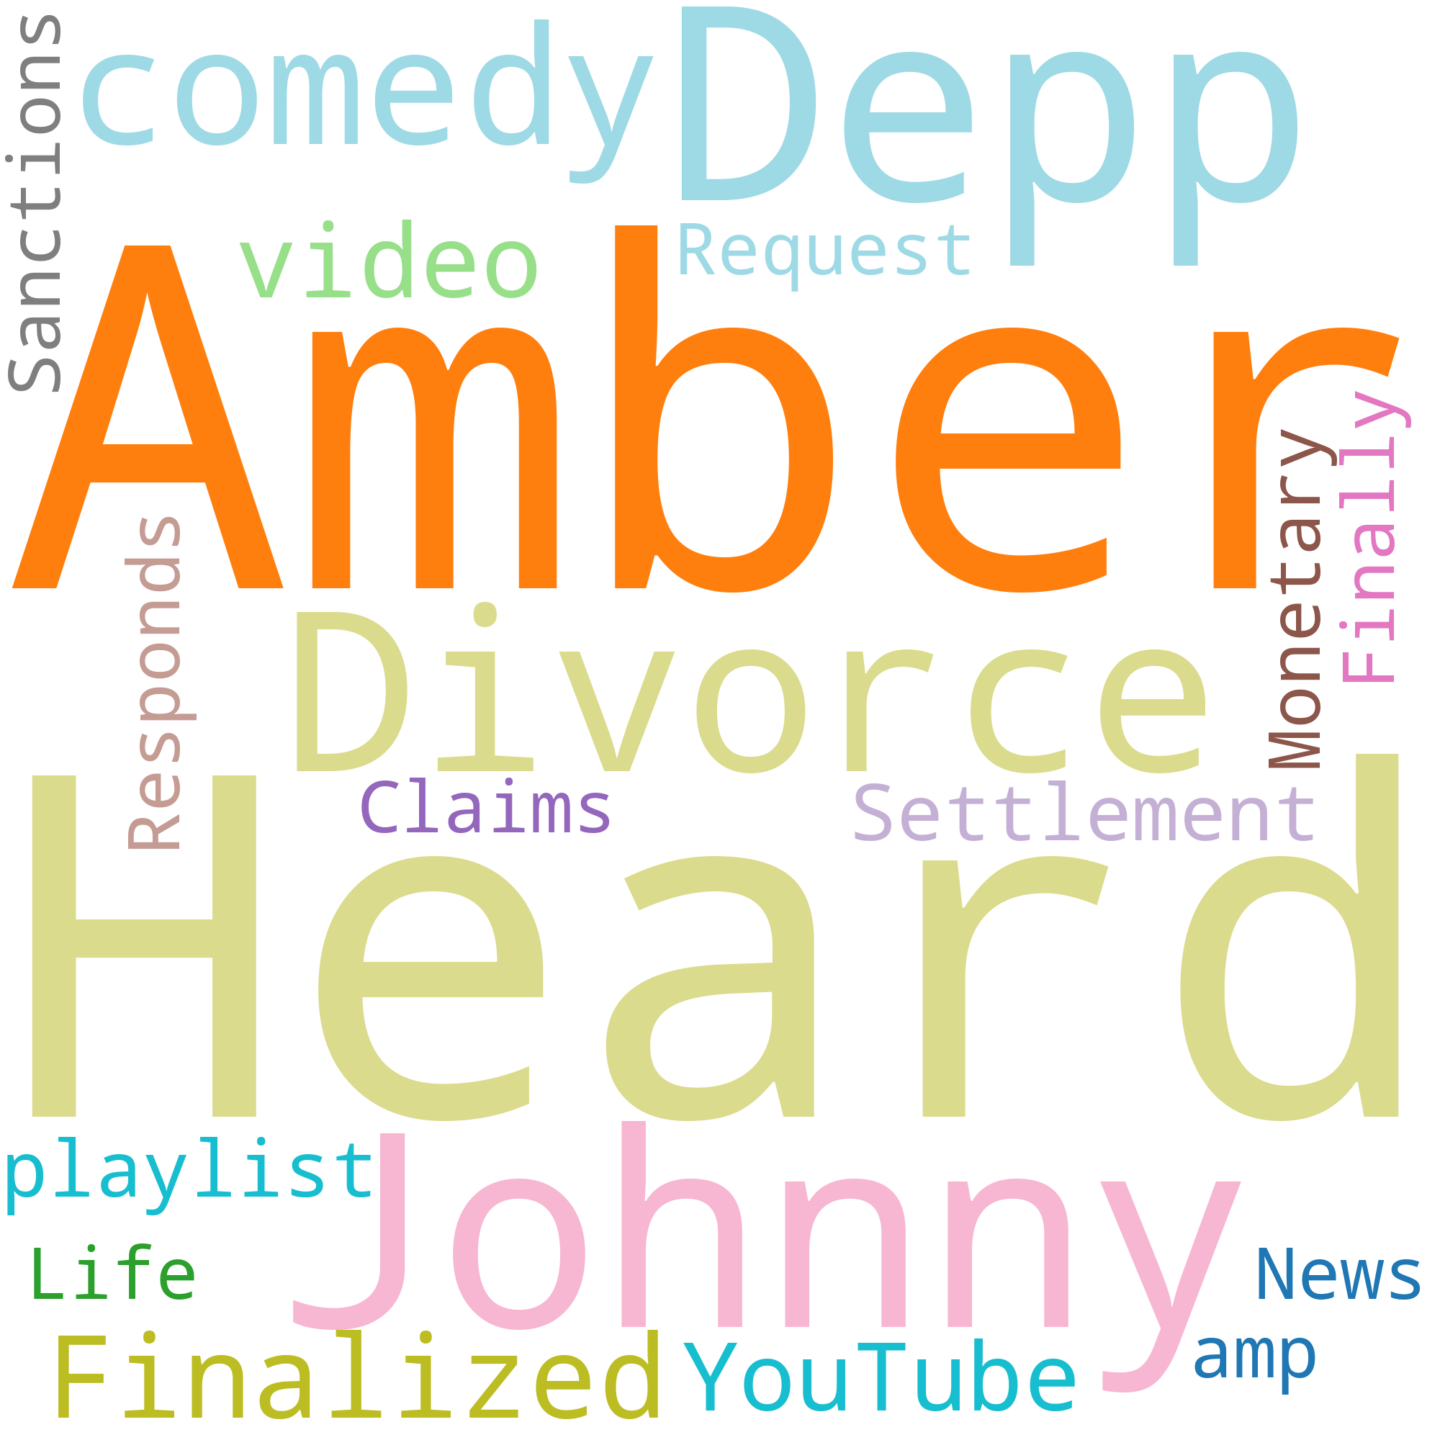 Sanctions
comedy
Depp
video
Request
Amber
Finally
Monetary
Responds
Divorce
Claims
Settlement
Heard
playlist
Johnny
Life
News
Finalized
YouTube
amp